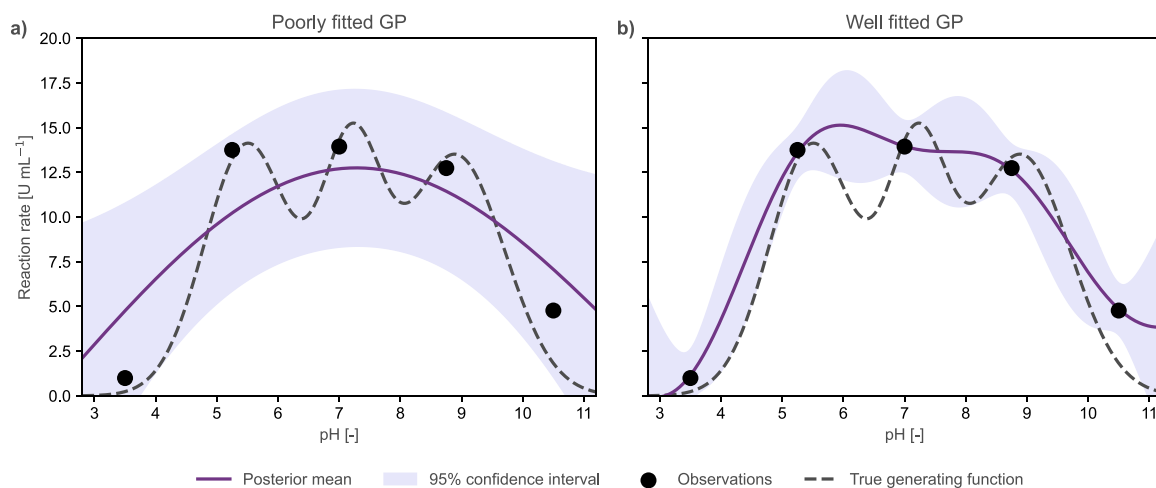 a) Poorly fitted GP
b) Well fitted GP
Reaction rate [U mL⁻¹]
20.0
17.5
15.0
12.5
10.0
7.5
5.0
2.5
0.0
3 4 5 6 7 8 9 10 11
3 4 5 6 7 8 9 10 11
pH [-]
pH [-]
Posterior mean 95% confidence interval Observations True generating function